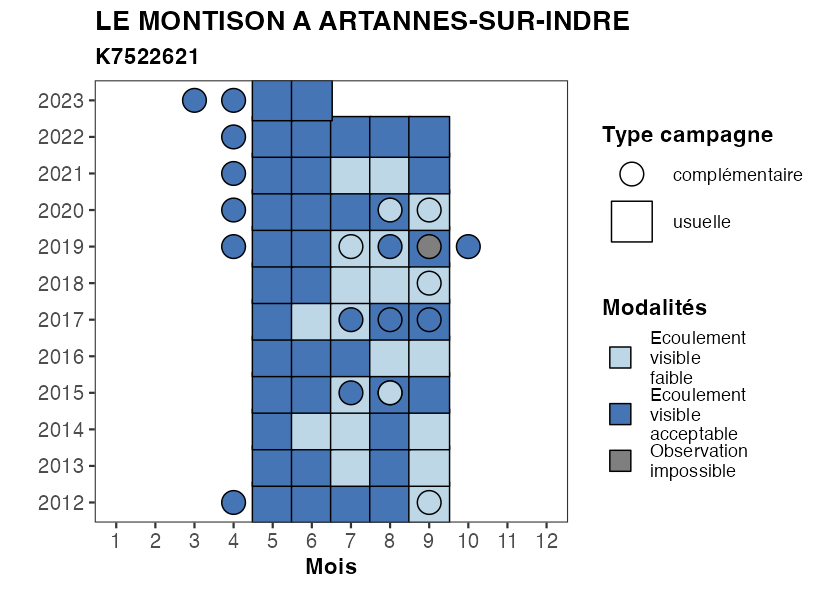 LE MONTISON A ARTANNES-SUR-INDRE
K7522621
2023
2022
2021
2020
2019
2018
2017
2016
2015
2014
2013
2012
1 2 3 4 5 6 7 8 9 10 11 12
Mois
Type campagne
complémentaire
usuelle
Modalités
Ecoulement
visible
faible
Ecoulement
visible
acceptable
Observation
impossible